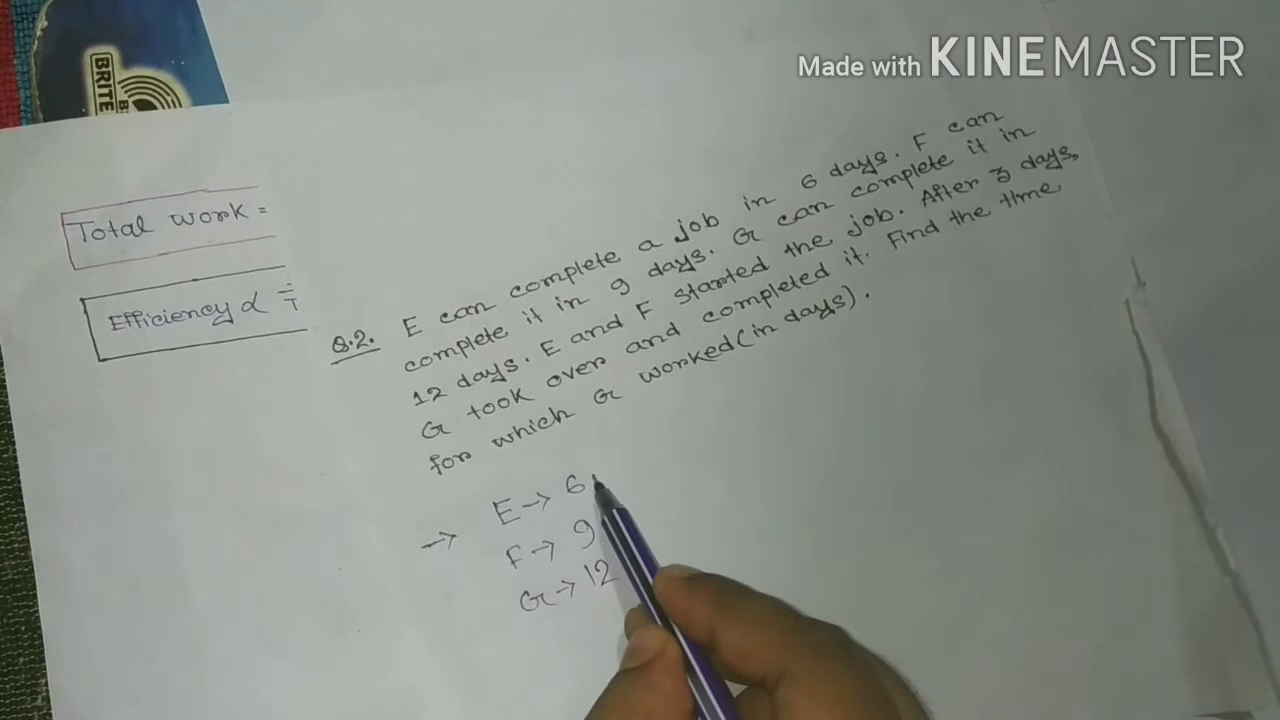 BRITE
Made with KINEMASTER
Total work =
Efficiency α
Q.2. E can complete a job in 6 days. F can
complete it in 9 days. G can complete it in
12 days. E and F started the job. After 3 days,
G took over and completed it. Find the time
for which G worked (in days).
→ E → 6
F → 9
G → 12